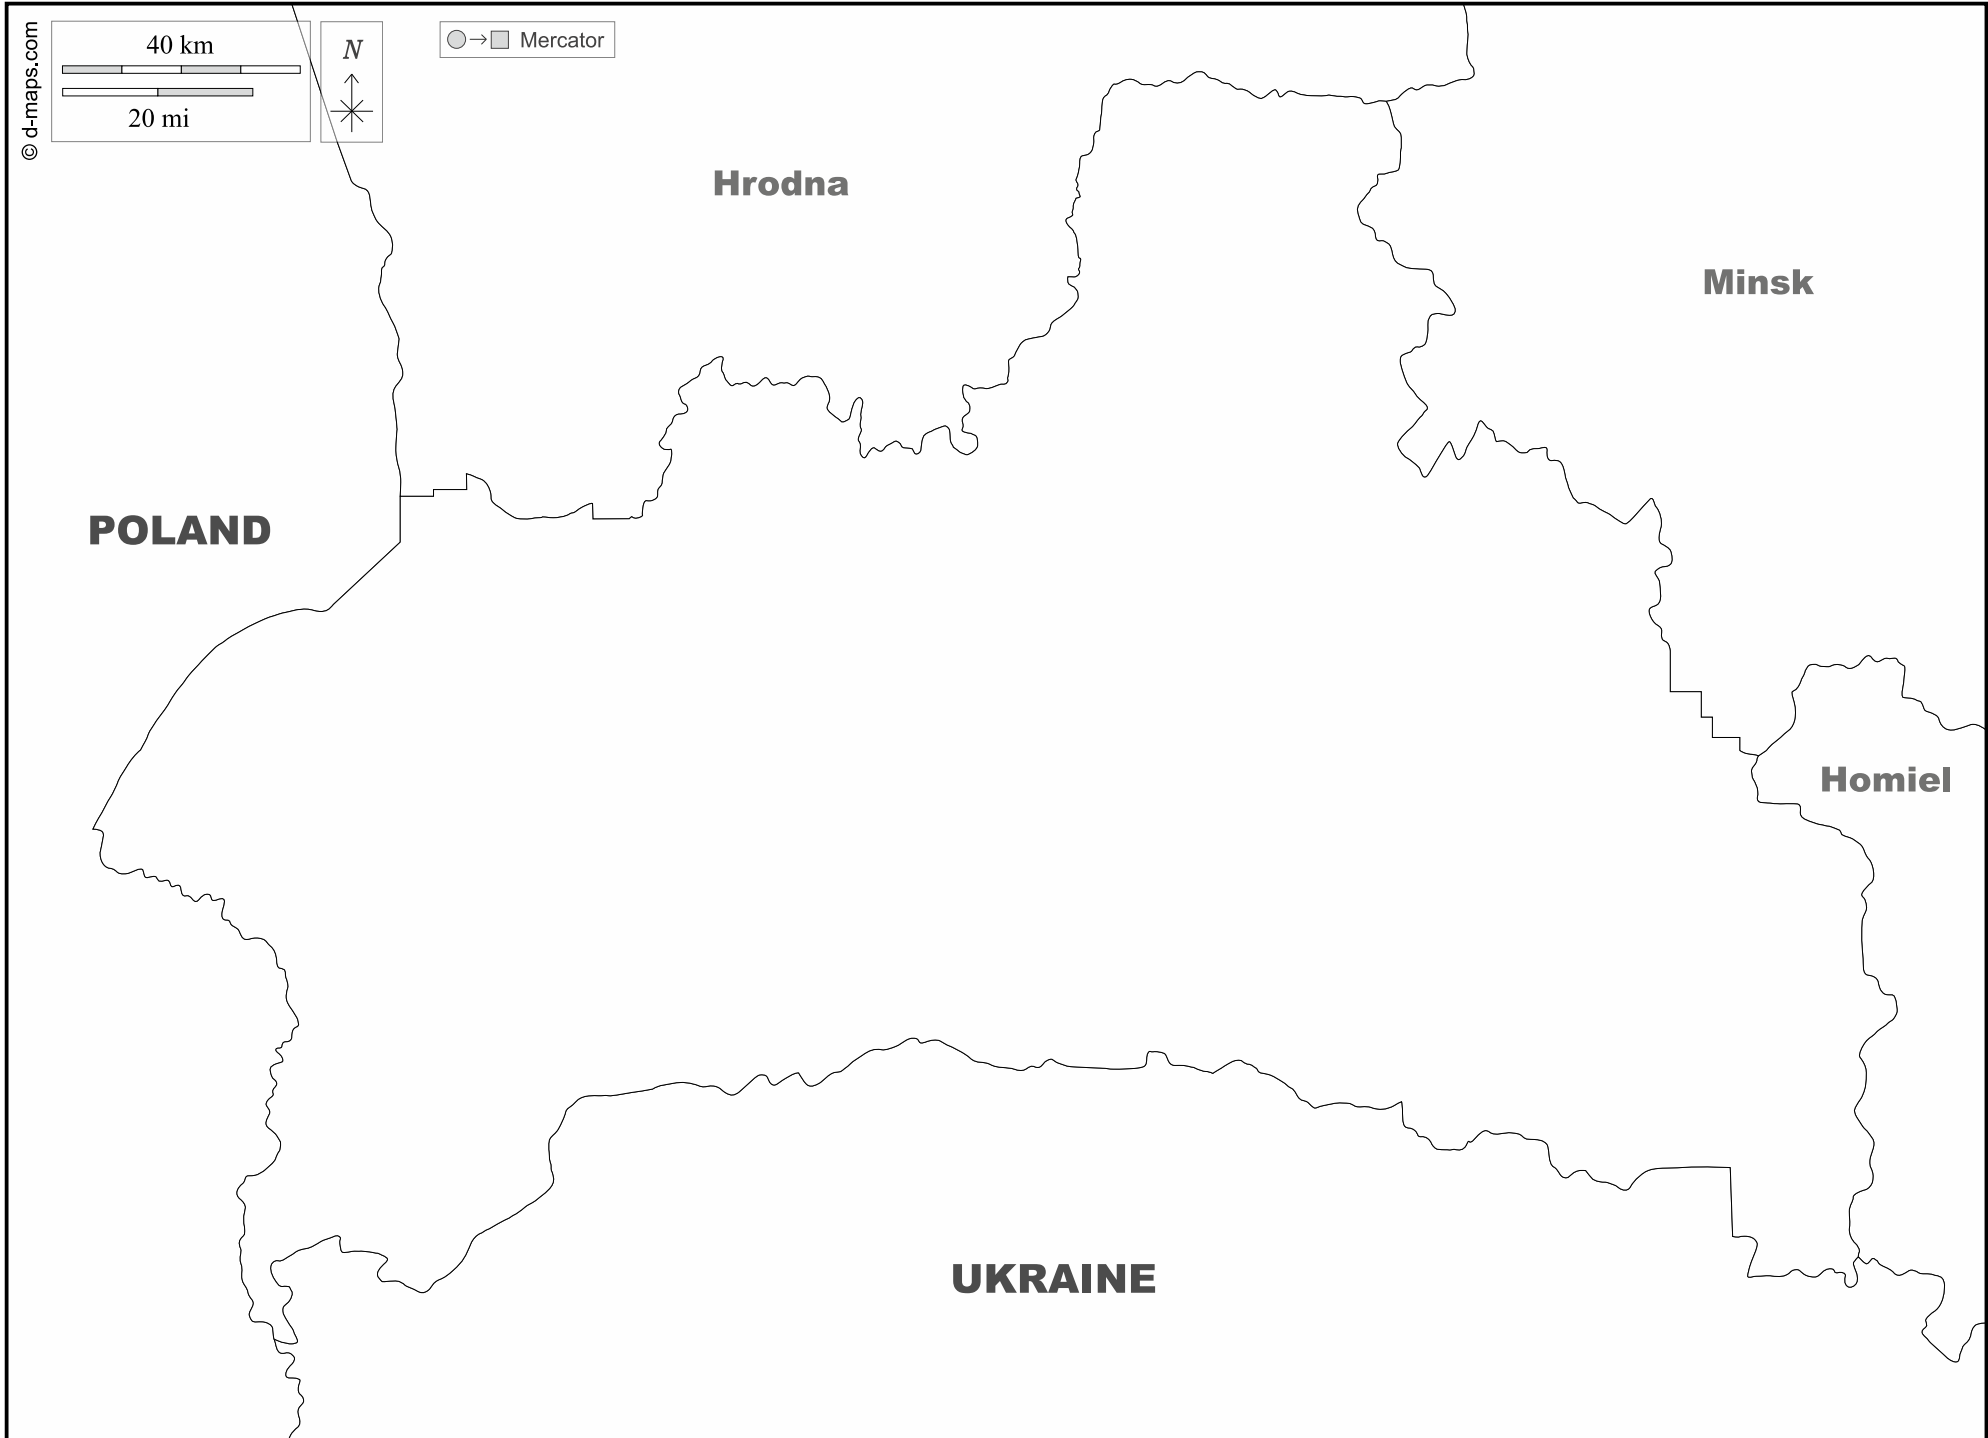 © d-maps.com
40 km
20 mi
N
Mercator
Hrodna
Minsk
POLAND
Homiel
UKRAINE